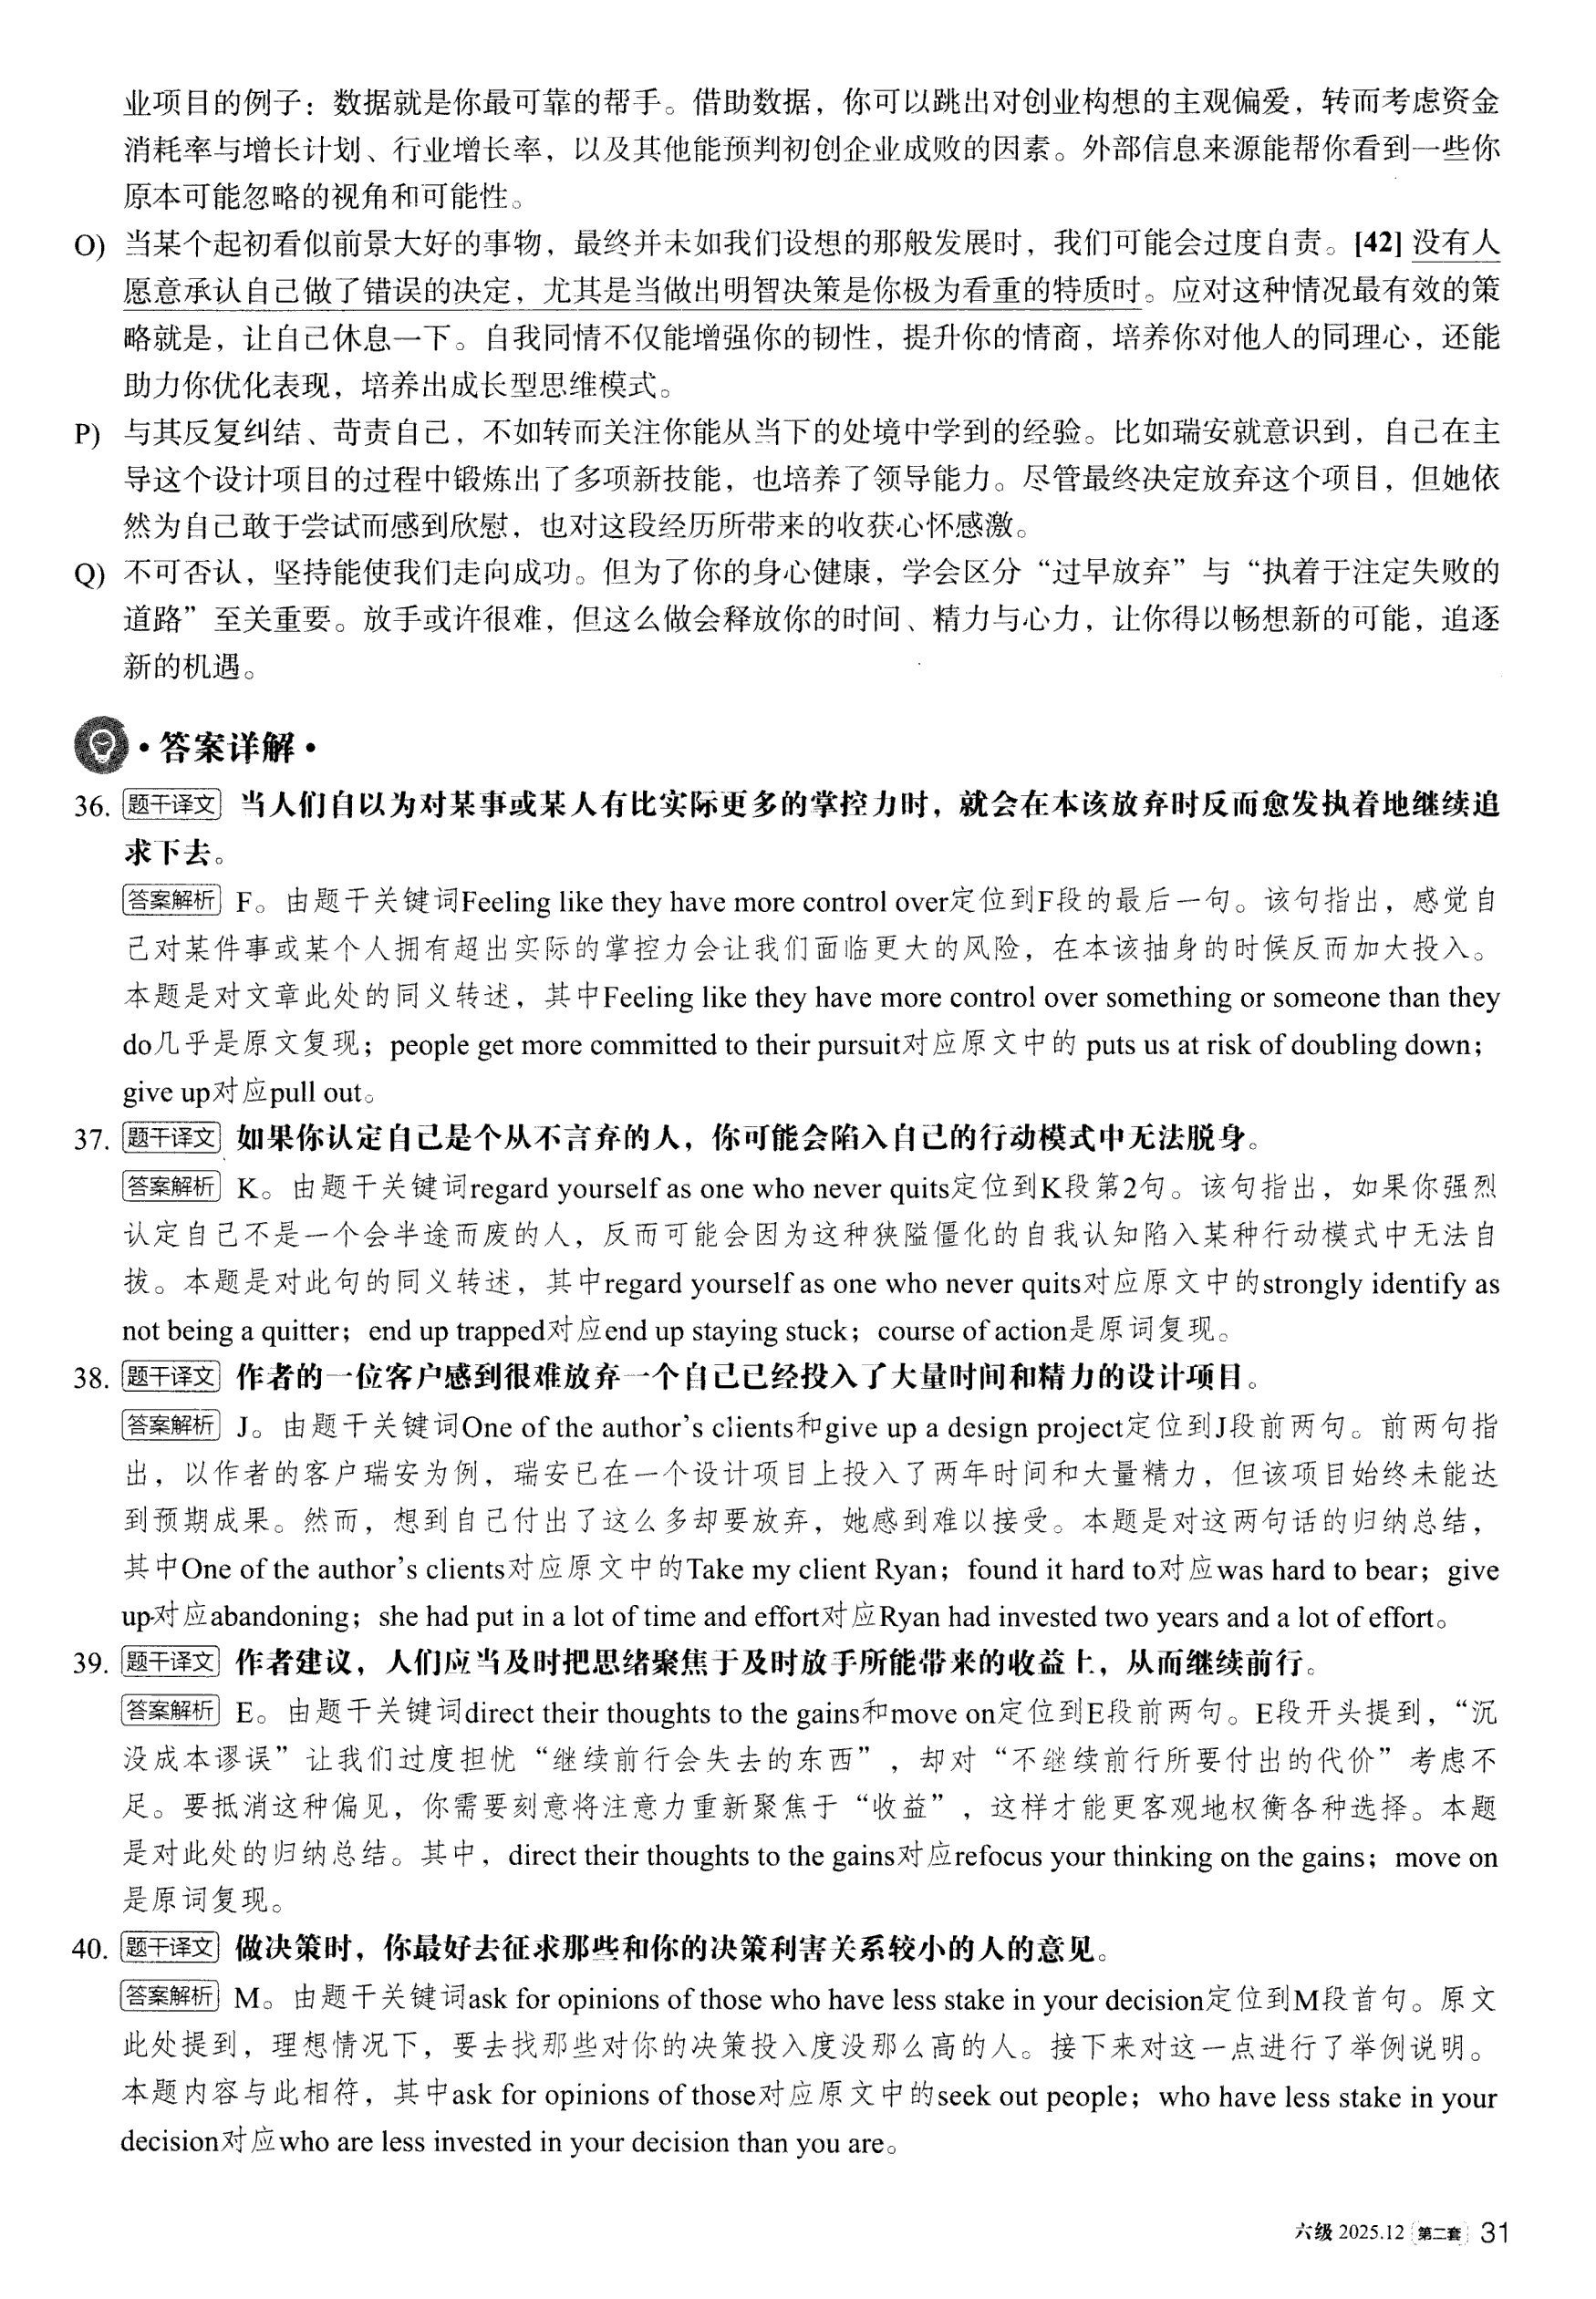 业项目的例子：数据就是你最可靠的帮手。借助数据，你可以跳出对创业构想的主观偏爱，转而考虑资金
消耗率与增长计划、行业增长率，以及其他能预判初创企业成败的因素。外部信息来源能帮你看到一些你
原本可能忽略的视角和可能性。
O) 当某个起初看似前景大好的事物，最终并未如我们设想的那般发展时，我们可能会过度自责。[42] 没有人
愿意承认自己做了错误的决定，尤其是当做出明智决策是你极为看重的特质时。应对这种情况最有效的策
略就是，让自己休息一下。自我同情不仅能增强你的韧性，提升你的情商，培养你对他人的同理心，还能
助力你优化表现，培养出成长型思维模式。
P) 与其反复纠结、苛责自己，不如转而关注你能从当下的处境中学到的经验。比如瑞安就意识到，自己在主
导这个设计项目的过程中锻炼出了多项新技能，也培养了领导能力。尽管最终决定放弃这个项目，但她依
然为自己敢于尝试而感到欣慰，也对这段经历所带来的收获心怀感激。
Q) 不可否认，坚持能使我们走向成功。但为了你的身心健康，学会区分“过早放弃”与“执着于注定失败的
道路”至关重要。放手或许很难，但这么做会释放你的时间、精力与心力，让你得以畅想新的可能，追逐
新的机遇。
·答案详解·
36. 题干译文 当人们自以为对某事或某人有比实际更多的掌控力时，就会在本该放弃时反而愈发执着地继续追
求下去。
答案解析 F。由题干关键词Feeling like they have more control over定位到F段的最后一句。该句指出，感觉自
己对某件事或某个人拥有超出实际的掌控力会让我们面临更大的风险，在本该抽身的时候反而加大投入。
本题是对文章此处的同义转述，其中Feeling like they have more control over something or someone than they
do几乎是原文复现；people get more committed to their pursuit对应原文中的 puts us at risk of doubling down；
give up对应pull out。
37. 题干译文 如果你认定自己是个从不言弃的人，你可能会陷入自己的行动模式中无法脱身。
答案解析 K。由题干关键词regard yourself as one who never quits定位到K段第2句。该句指出，如果你强烈
认定自己不是一个会半途而废的人，反而可能会因为这种狭隘僵化的自我认知陷入某种行动模式中无法自
拔。本题是对此句的同义转述，其中regard yourself as one who never quits对应原文中的strongly identify as
not being a quitter；end up trapped对应end up staying stuck；course of action是原词复现。
38. 题干译文 作者的一位客户感到很难放弃一个自己已经投入了大量时间和精力的设计项目。
答案解析 J。由题干关键词One of the author’s clients和give up a design project定位到J段前两句。前两句指
出，以作者的客户瑞安为例，瑞安已在一个设计项目上投入了两年时间和大量精力，但该项目始终未能达
到预期成果。然而，想到自己付出了这么多却要放弃，她感到难以接受。本题是对这两句话的归纳总结，
其中One of the author’s clients对应原文中的Take my client Ryan；found it hard to对应was hard to bear；give
up对应abandoning；she had put in a lot of time and effort对应Ryan had invested two years and a lot of effort。
39. 题干译文 作者建议，人们应当及时把思绪聚焦于及时放手所能带来的收益上，从而继续前行。
答案解析 E。由题干关键词direct their thoughts to the gains和move on定位到E段前两句。E段开头提到，“沉
没成本谬误”让我们过度担忧“继续前行会失去的东西”，却对“不继续前行所要付出的代价”考虑不
足。要抵消这种偏见，你需要刻意将注意力重新聚焦于“收益”，这样才能更客观地权衡各种选择。本题
是对此处的归纳总结。其中，direct their thoughts to the gains对应refocus your thinking on the gains；move on
是原词复现。
40. 题干译文 做决策时，你最好去征求那些和你的决策利害关系较小的人的意见。
答案解析 M。由题干关键词ask for opinions of those who have less stake in your decision定位到M段首句。原文
此处提到，理想情况下，要去找那些对你的决策投入度没那么高的人。接下来对这一点进行了举例说明。
本题内容与此相符，其中ask for opinions of those对应原文中的seek out people；who have less stake in your
decision对应who are less invested in your decision than you are。
六级 2025.12 第二套 31